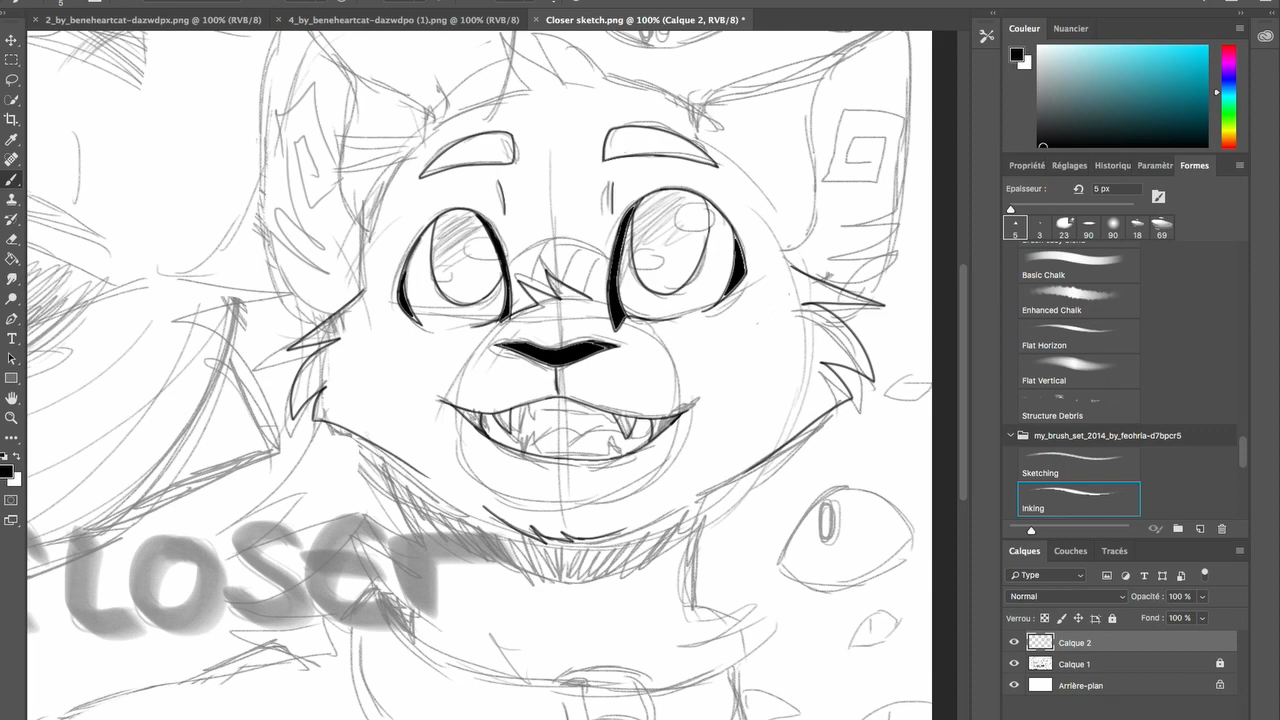 2_by_beneheartcat-dazwdpx.png @ 100% (RVB/8)
4_by_beneheartcat-dazwdpo (1).png @ 100% (RVB/8)
Closer sketch.png @ 100% (Calque 2, RVB/8) *
Couleur
Nuancier
Propriété
Réglages
Historiqu
Paramètr
Formes
Epaisseur :
5 px
5
3
23
90
90
18
69
Basic Chalk
Enhanced Chalk
Flat Horizon
Flat Vertical
Structure Debris
my_brush_set_2014_by_feohria-d7bpcr5
Sketching
Inking
Calques
Couches
Tracés
Type
Normal
Opacité : 100 %
Verrou :
Fond : 100 %
Calque 2
Calque 1
Arrière-plan
5
CLOSEr